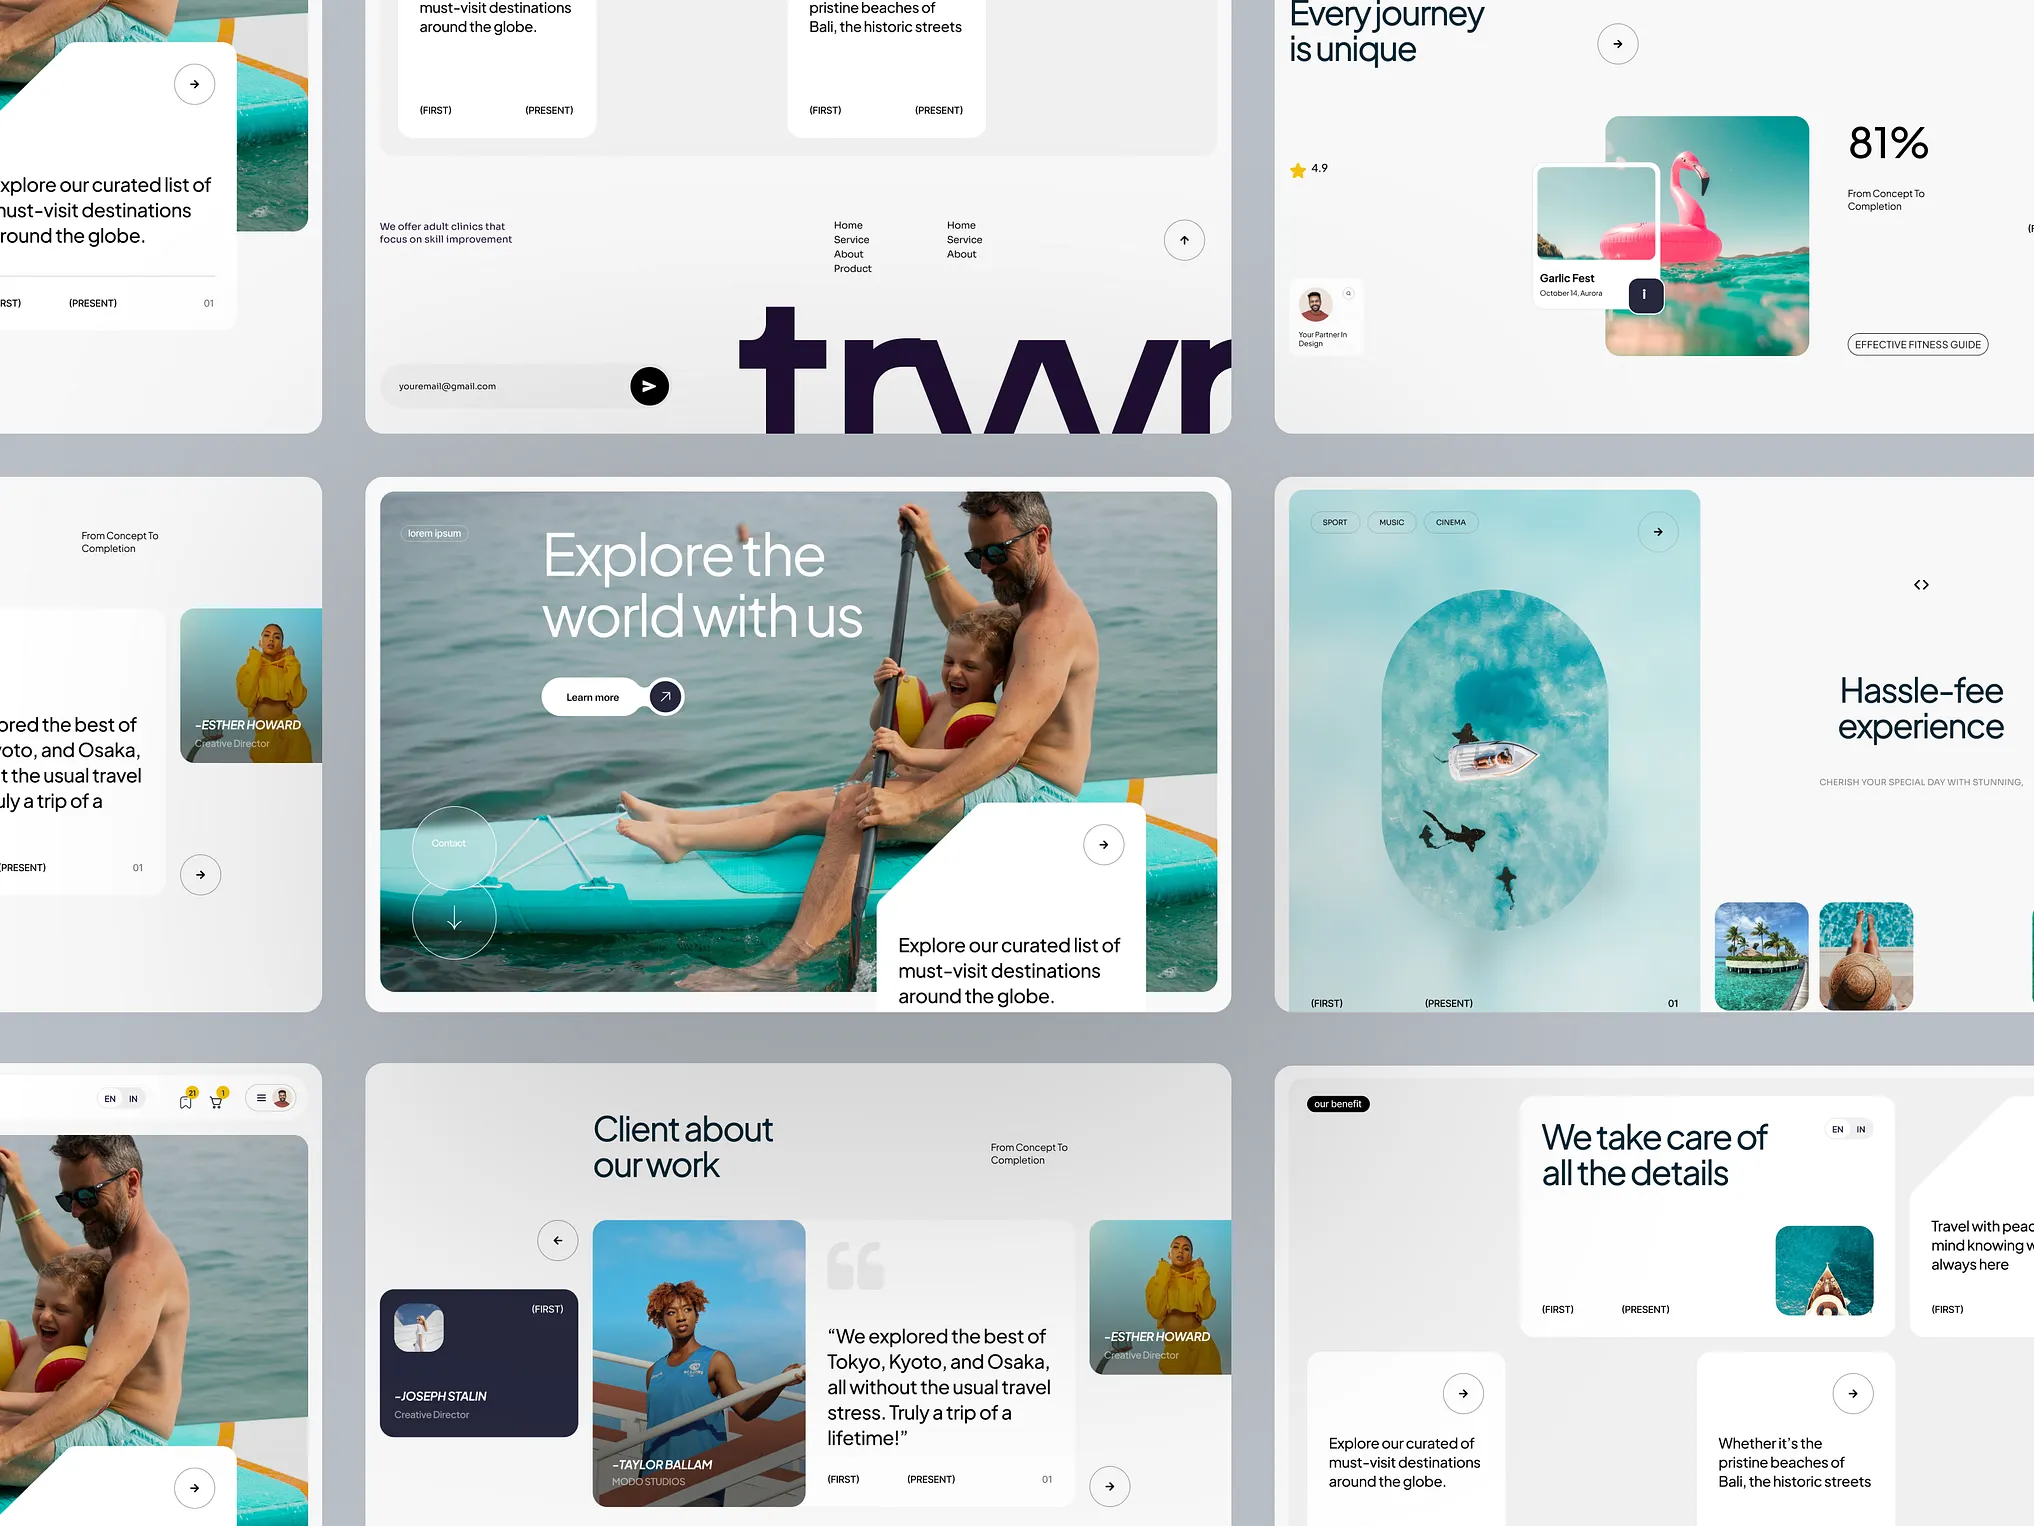 xplore our curated list of
nust-visit destinations
round the globe.
RST)
(PRESENT)
01
must-visit destinations
around the globe.
(FIRST)
(PRESENT)
pristine beaches of
Bali, the historic streets
(FIRST)
(PRESENT)
We offer adult clinics that
focus on skill improvement
Home
Service
About
Product
Home
Service
About
youremail@gmail.com
Every journey
is unique
4.9
Your Partner In
Design
Garlic Fest
October 14, Aurora
i
81%
From Concept To
Completion
EFFECTIVE FITNESS GUIDE
From Concept To
Completion
ored the best of
yoto, and Osaka,
t the usual travel
uly a trip of a
(PRESENT)
01
-ESTHER HOWARD
Creative Director
lorem ipsum
Explore the
world with us
Learn more
Contact
Explore our curated list of
must-visit destinations
around the globe.
SPORT
MUSIC
CINEMA
(FIRST)
(PRESENT)
01
Hassle-fee
experience
CHERISH YOUR SPECIAL DAY WITH STUNNING,
EN
IN
21
1
Client about
our work
From Concept To
Completion
(FIRST)
-JOSEPH STALIN
Creative Director
-TAYLOR BALLAM
MODO STUDIOS
“We explored the best of
Tokyo, Kyoto, and Osaka,
all without the usual travel
stress. Truly a trip of a
lifetime!”
(FIRST)
(PRESENT)
01
-ESTHER HOWARD
Creative Director
our benefit
We take care of
all the details
EN
IN
(FIRST)
(PRESENT)
Travel with peac
mind knowing w
always here
(FIRST)
Explore our curated of
must-visit destinations
around the globe.
Whether it’s the
pristine beaches of
Bali, the historic streets